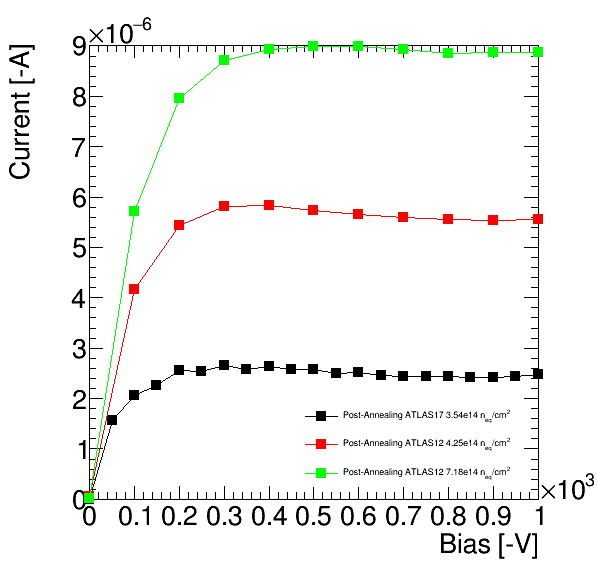 ×10⁻⁶
Current [-A]
9
8
7
6
5
4
3
2
1
0
Post-Annealing ATLAS17 3.54e14 n_eq/cm²
Post-Annealing ATLAS12 4.25e14 n_eq/cm²
Post-Annealing ATLAS12 7.18e14 n_eq/cm²
0 0.1 0.2 0.3 0.4 0.5 0.6 0.7 0.8 0.9 1
×10³
Bias [-V]